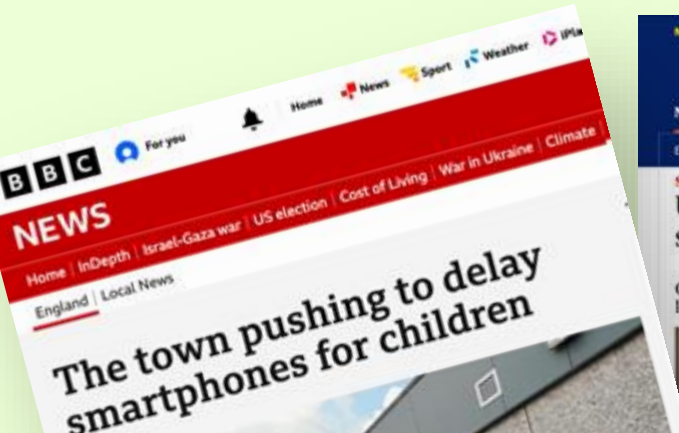 BBC For you Home News Sport Weather
NEWS
Home InDepth Israel-Gaza war US election Cost of Living War in Ukraine Climate
England Local News
The town pushing to delay
smartphones for children